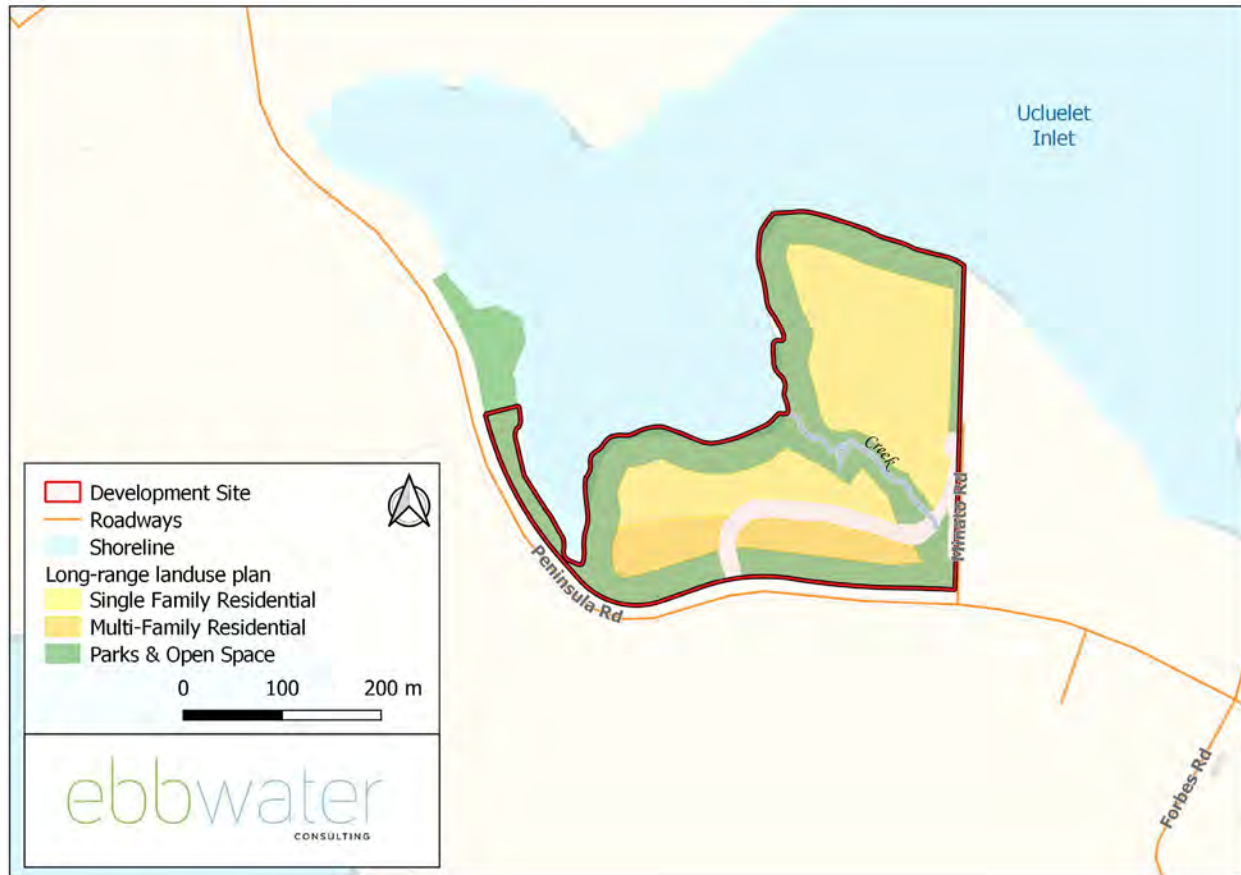 Ucluelet
Inlet
Creek
Minato Rd
Peninsula Rd
Forbes Rd
Development Site
Roadways
Shoreline
Long-range landuse plan
Single Family Residential
Multi-Family Residential
Parks & Open Space
0 100 200 m
ebbwater
CONSULTING